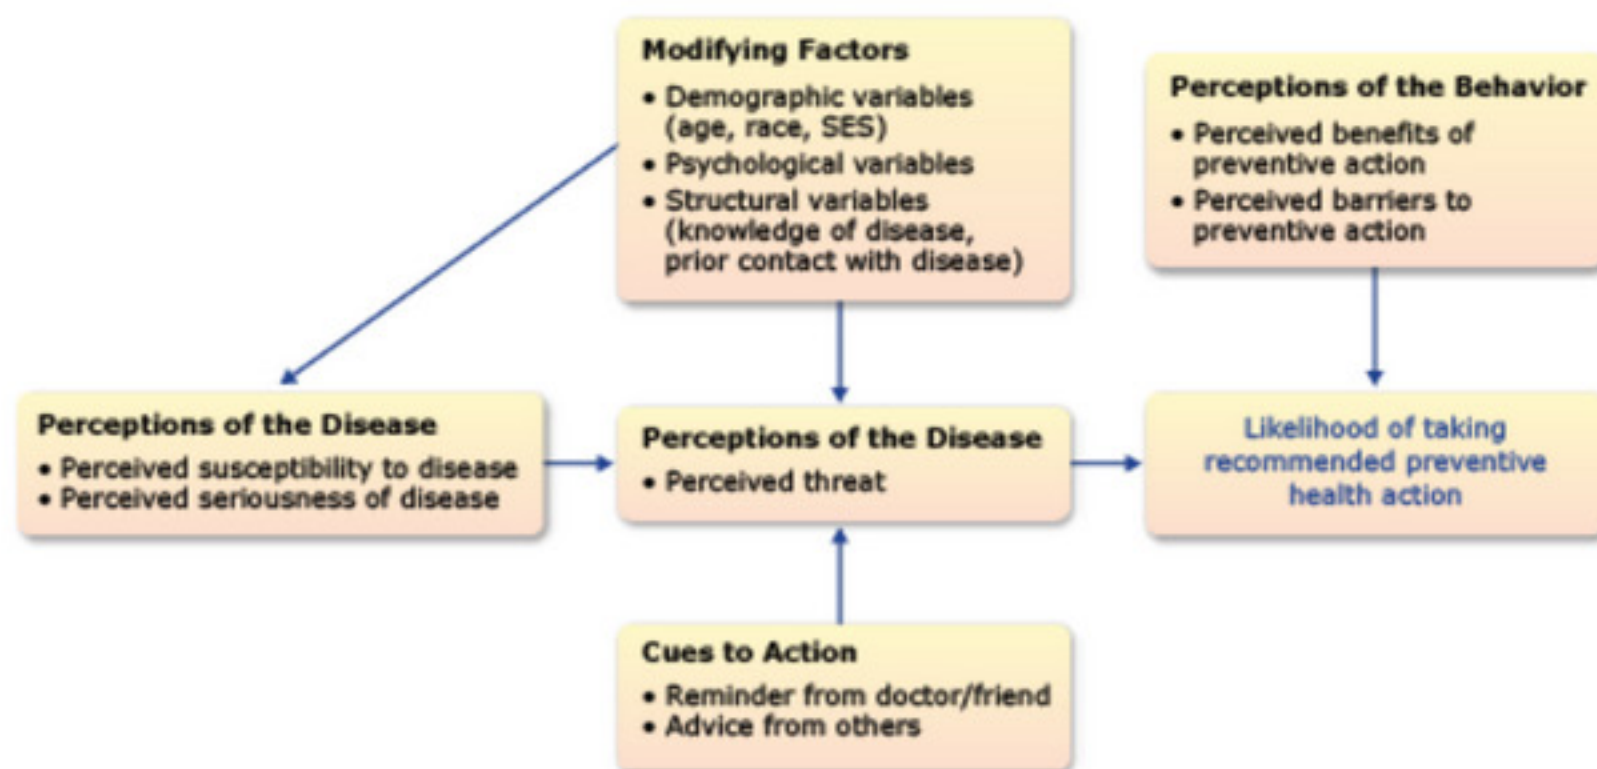 Modifying Factors
• Demographic variables
(age, race, SES)
• Psychological variables
• Structural variables
(knowledge of disease,
prior contact with disease)
Perceptions of the Behavior
• Perceived benefits of
preventive action
• Perceived barriers to
preventive action
Perceptions of the Disease
• Perceived susceptibility to disease
• Perceived seriousness of disease
Perceptions of the Disease
• Perceived threat
Likelihood of taking
recommended preventive
health action
Cues to Action
• Reminder from doctor/friend
• Advice from others